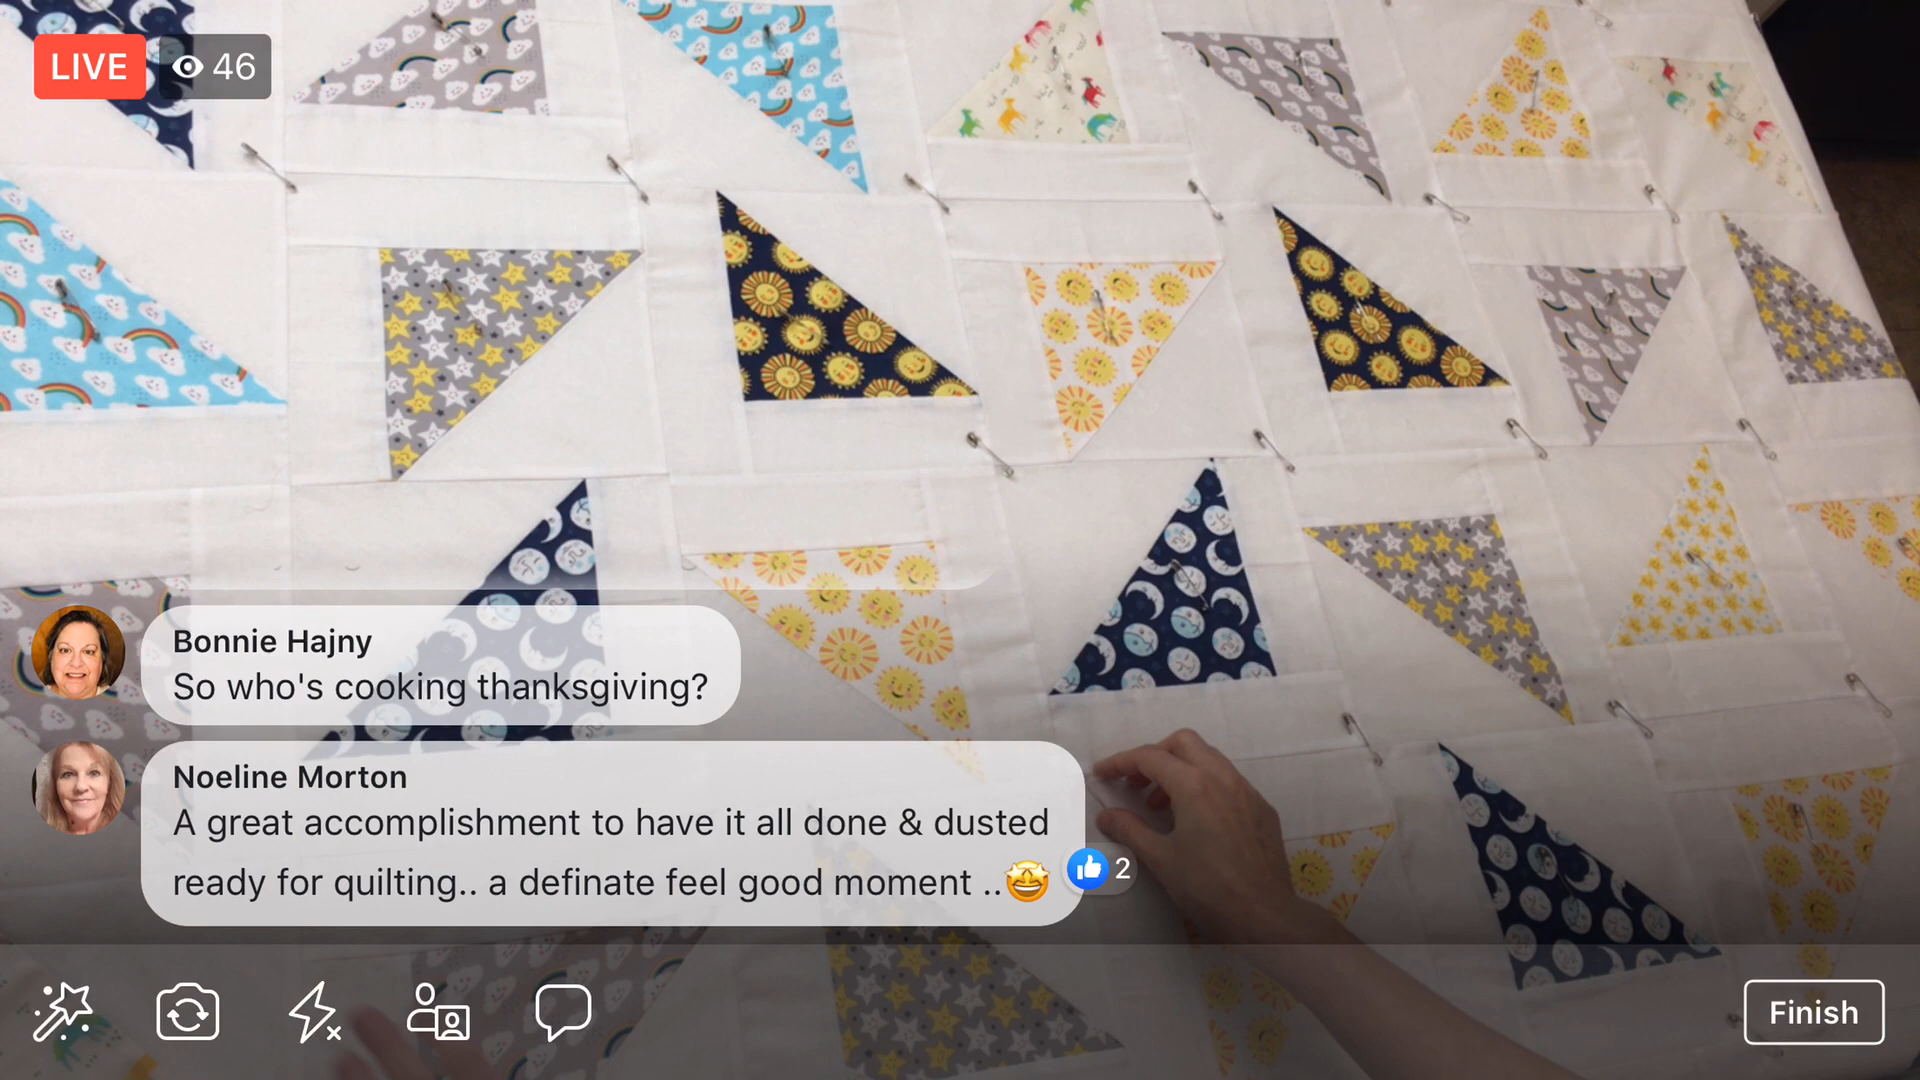 LIVE 46
Bonnie Hajny
So who's cooking thanksgiving?
Noeline Morton
A great accomplishment to have it all done & dusted
ready for quilting.. a definate feel good moment ..🤩
2
Finish